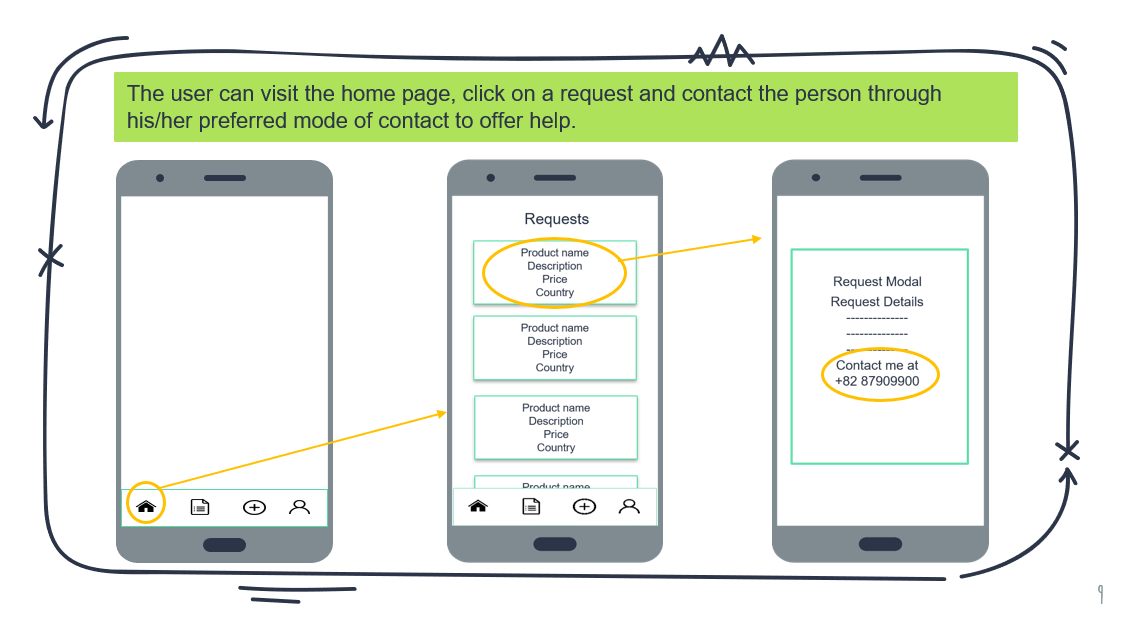 The user can visit the home page, click on a request and contact the person through
his/her preferred mode of contact to offer help.
Requests
Product name
Description
Price
Country
Product name
Description
Price
Country
Product name
Description
Price
Country
Product name
Request Modal
Request Details
--------------
--------------
--------------
Contact me at
+82 87909900
9